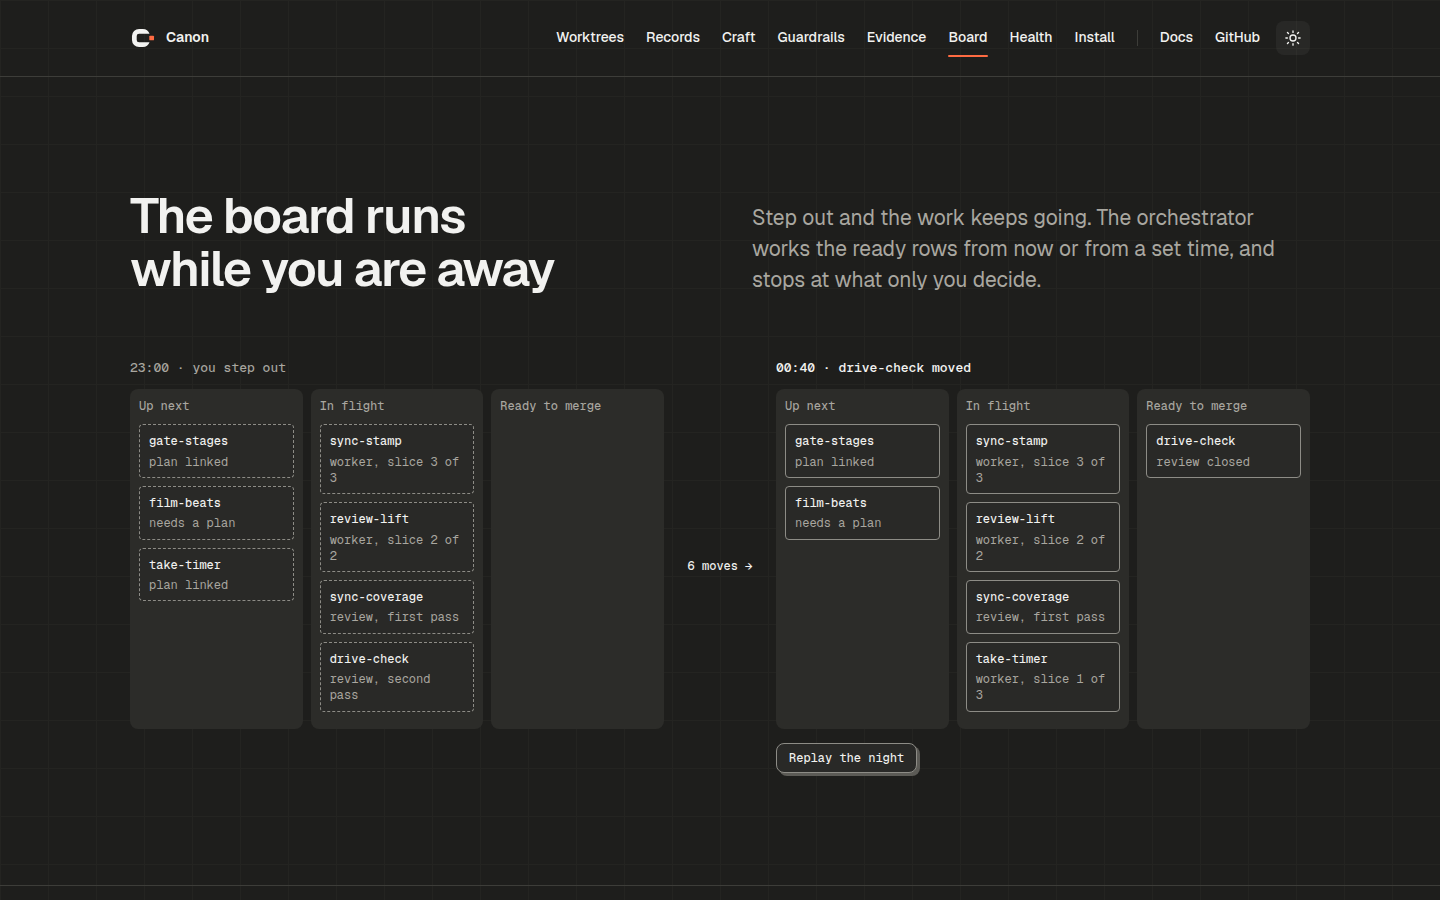 Canon
Worktrees Records Craft Guardrails Evidence Board Health Install Docs GitHub
The board runs
while you are away
Step out and the work keeps going. The orchestrator
works the ready rows from now or from a set time, and
stops at what only you decide.
23:00 · you step out
Up next
gate-stages
plan linked
film-beats
needs a plan
take-timer
plan linked
In flight
sync-stamp
worker, slice 3 of
3
review-lift
worker, slice 2 of
2
sync-coverage
review, first pass
drive-check
review, second
pass
Ready to merge
6 moves →
00:40 · drive-check moved
Up next
gate-stages
plan linked
film-beats
needs a plan
In flight
sync-stamp
worker, slice 3 of
3
review-lift
worker, slice 2 of
2
sync-coverage
review, first pass
take-timer
worker, slice 1 of
3
Ready to merge
drive-check
review closed
Replay the night